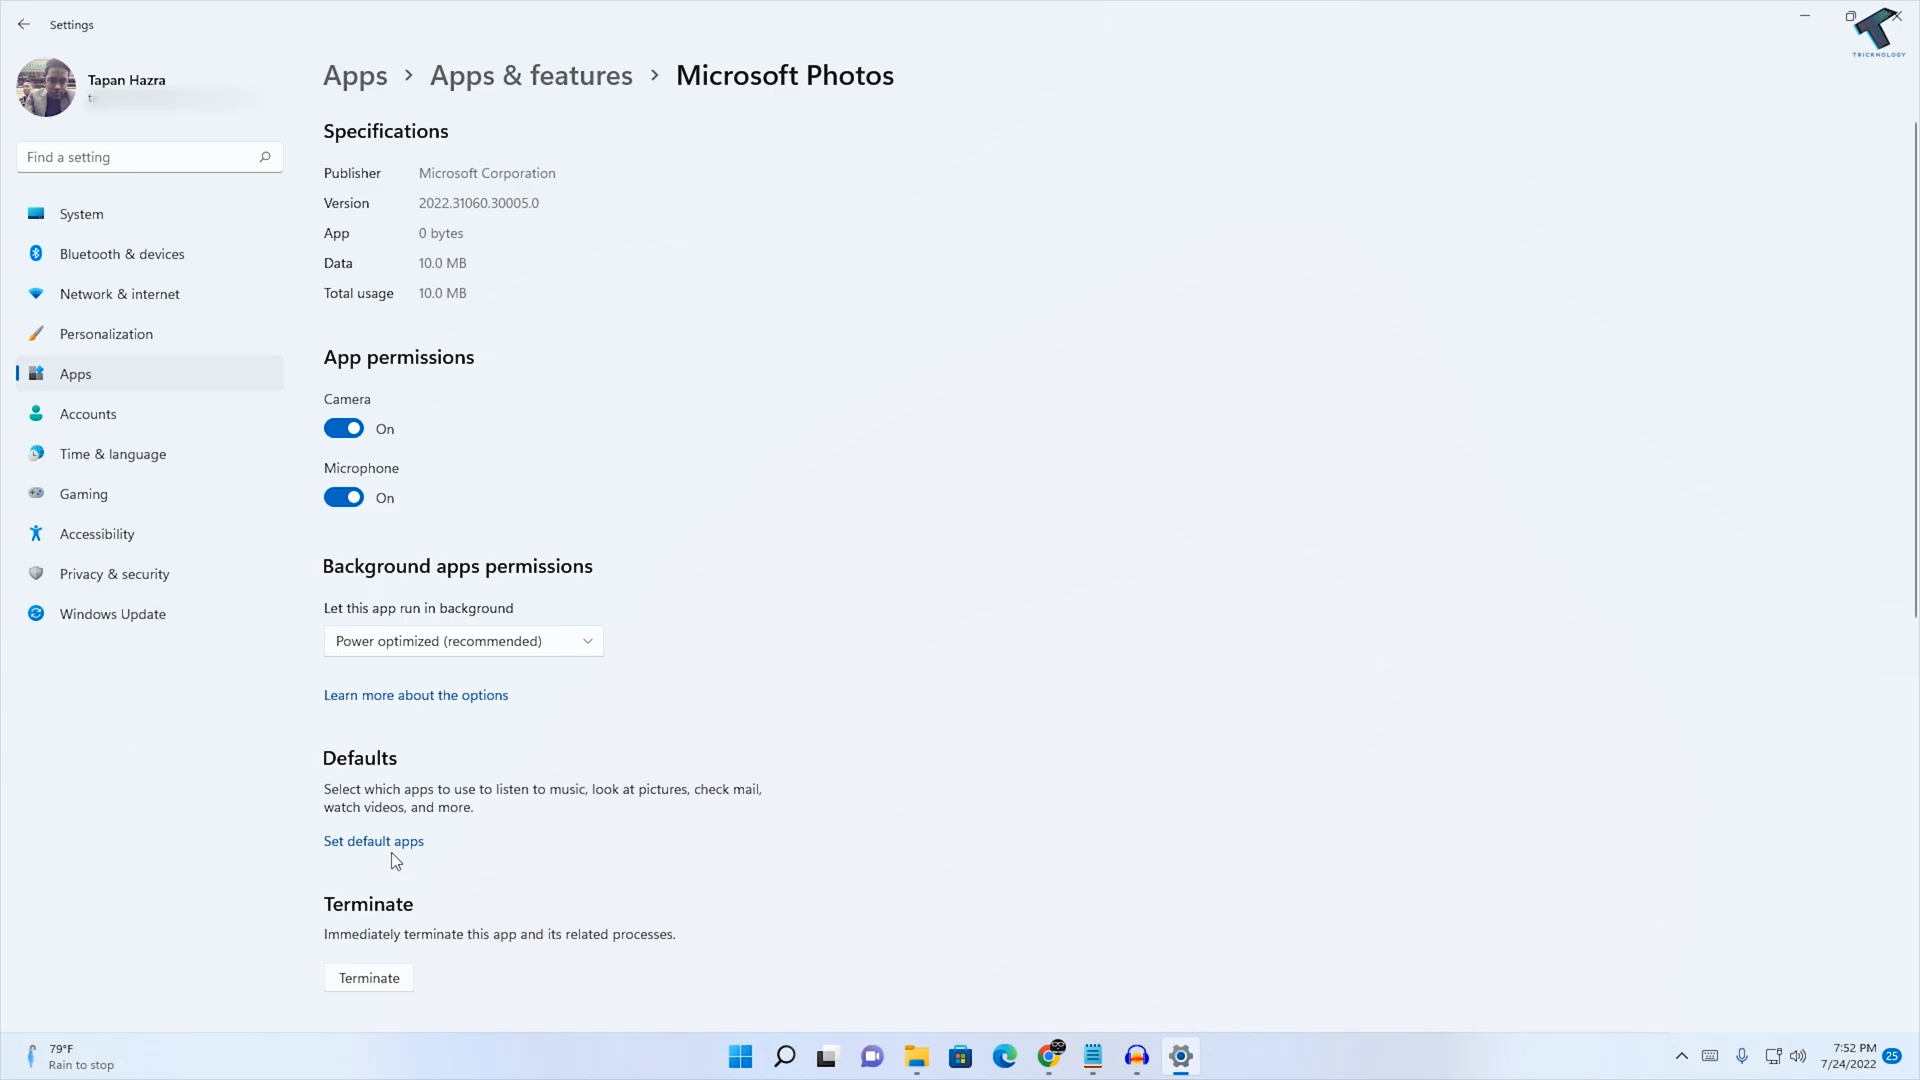 Settings
TRICKNOLOGY
Tapan Hazra
Apps > Apps & features > Microsoft Photos
Find a setting
System
Bluetooth & devices
Network & internet
Personalization
Apps
Accounts
Time & language
Gaming
Accessibility
Privacy & security
Windows Update
Specifications
Publisher Microsoft Corporation
Version 2022.31060.30005.0
App 0 bytes
Data 10.0 MB
Total usage 10.0 MB
App permissions
Camera
On
Microphone
On
Background apps permissions
Let this app run in background
Power optimized (recommended)
Learn more about the options
Defaults
Select which apps to use to listen to music, look at pictures, check mail,
watch videos, and more.
Set default apps
Terminate
Immediately terminate this app and its related processes.
Terminate
79°F
Rain to stop
7:52 PM
7/24/2022
25